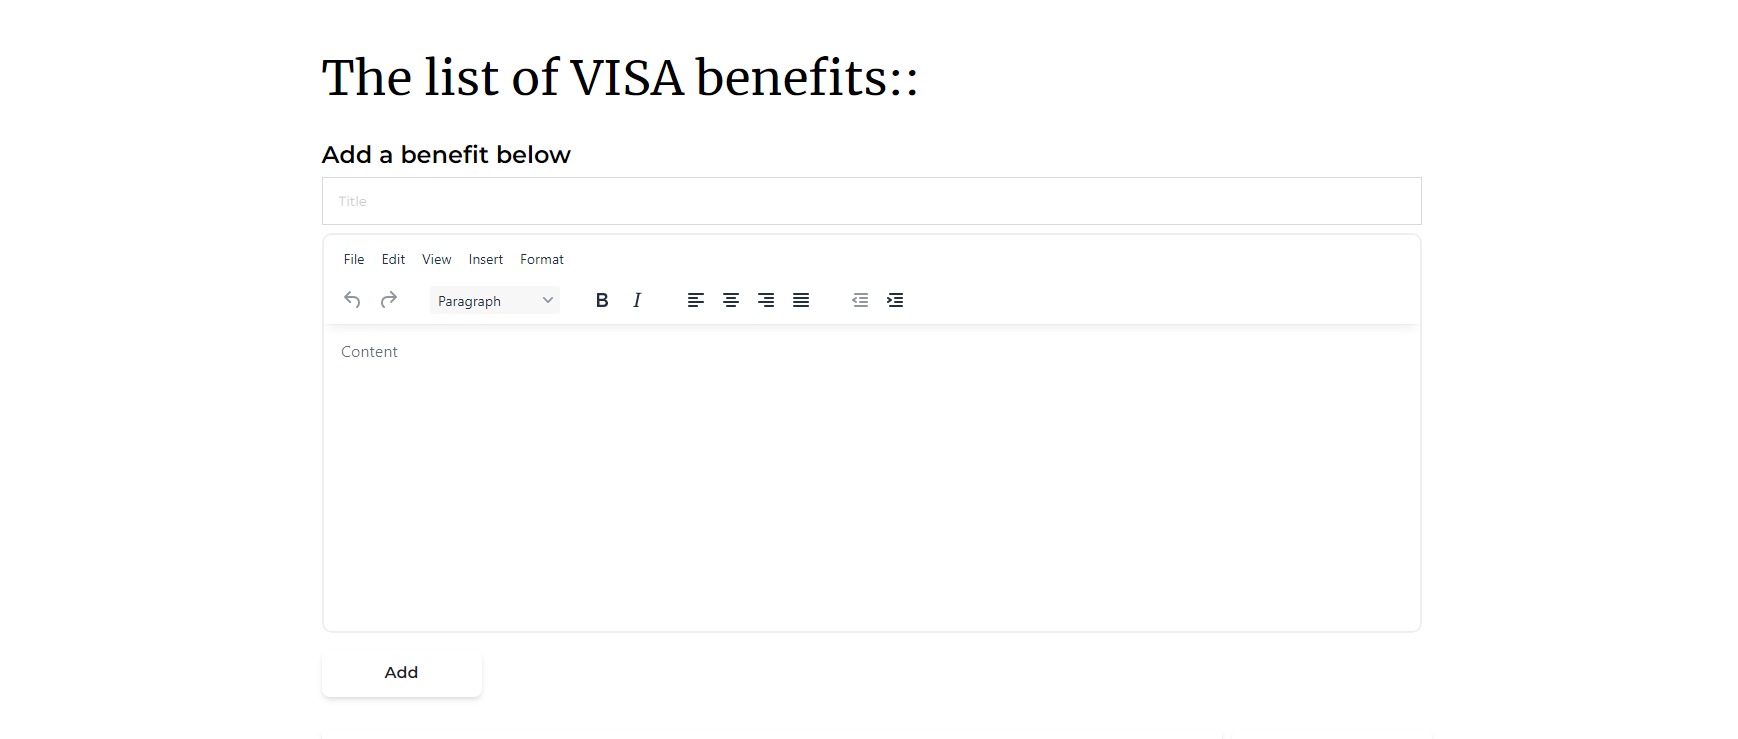 The list of VISA benefits::
Add a benefit below
Title
File Edit View Insert Format
Paragraph B I
Content
Add